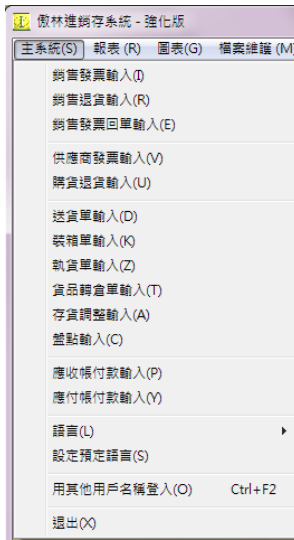 傲林進銷存系統 - 強化版
主系統(S) 報表 (R) 圖表(G) 檔案維護 (M)
銷售發票輸入(I)
銷售退貨輸入(R)
銷售發票回單輸入(E)
供應商發票輸入(V)
購貨退貨輸入(U)
送貨單輸入(D)
裝箱單輸入(K)
執貨單輸入(Z)
貨品轉倉單輸入(T)
存貨調整輸入(A)
盤點輸入(C)
應收帳付款輸入(P)
應付帳付款輸入(Y)
語言(L)
設定預定語言(S)
用其他用戶名稱登入(O) Ctrl+F2
退出(X)